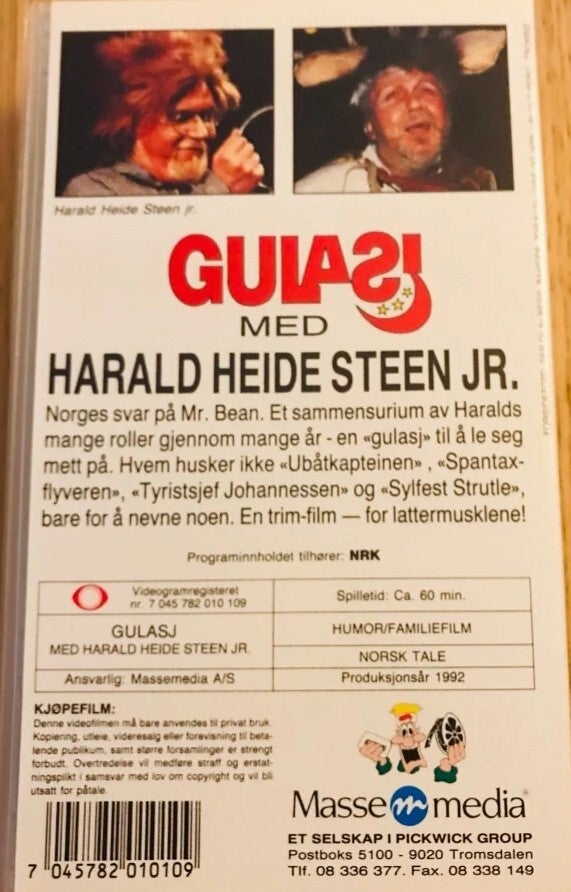 Harald Heide Steen jr.
GULASJ
MED
HARALD HEIDE STEEN JR.
Norges svar på Mr. Bean. Et sammensurium av Haralds
mange roller gjennom mange år - en «gulasj» til å le seg
mett på. Hvem husker ikke «Ubåtkapteinen» , «Spantax-
flyveren», «Tyristsjef Johannessen» og «Sylfest Strutle»,
bare for å nevne noen. En trim-film — for lattermusklene!
Programinnholdet tilhører: NRK
Videogramregisteret
nr. 7 045 782 010 109
Spilletid: Ca. 60 min.
GULASJ
MED HARALD HEIDE STEEN JR.
HUMOR/FAMILIEFILM
NORSK TALE
Ansvarlig: Massemedia A/S
Produksjonsår 1992
KJØPEFILM:
Denne videofilmen må bare anvendes til privat bruk.
Kopiering, utleie, videresalg eller forevisning til beta-
lende publikum, samt større forsamlinger er strengt
forbudt. Overtredelse vil medføre straff og erstat-
ningsplikt i samsvar med lov om copyright og vil bli
utsatt for påtale.
7 045782 010109
Masse m media
ET SELSKAP I PICKWICK GROUP
Postboks 5100 - 9020 Tromsdalen
Tlf. 08 336 377. Fax. 08 338 149